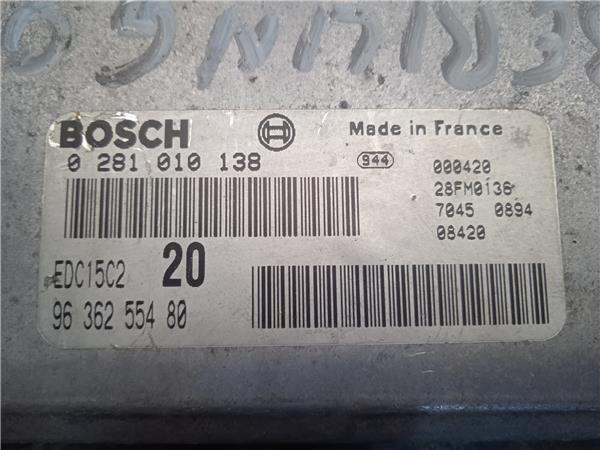 BOSCH
Made in France
0 281 010 138
944
000420
28FM0136
7045 0894
08420
EDC15C2 20
96 362 554 80